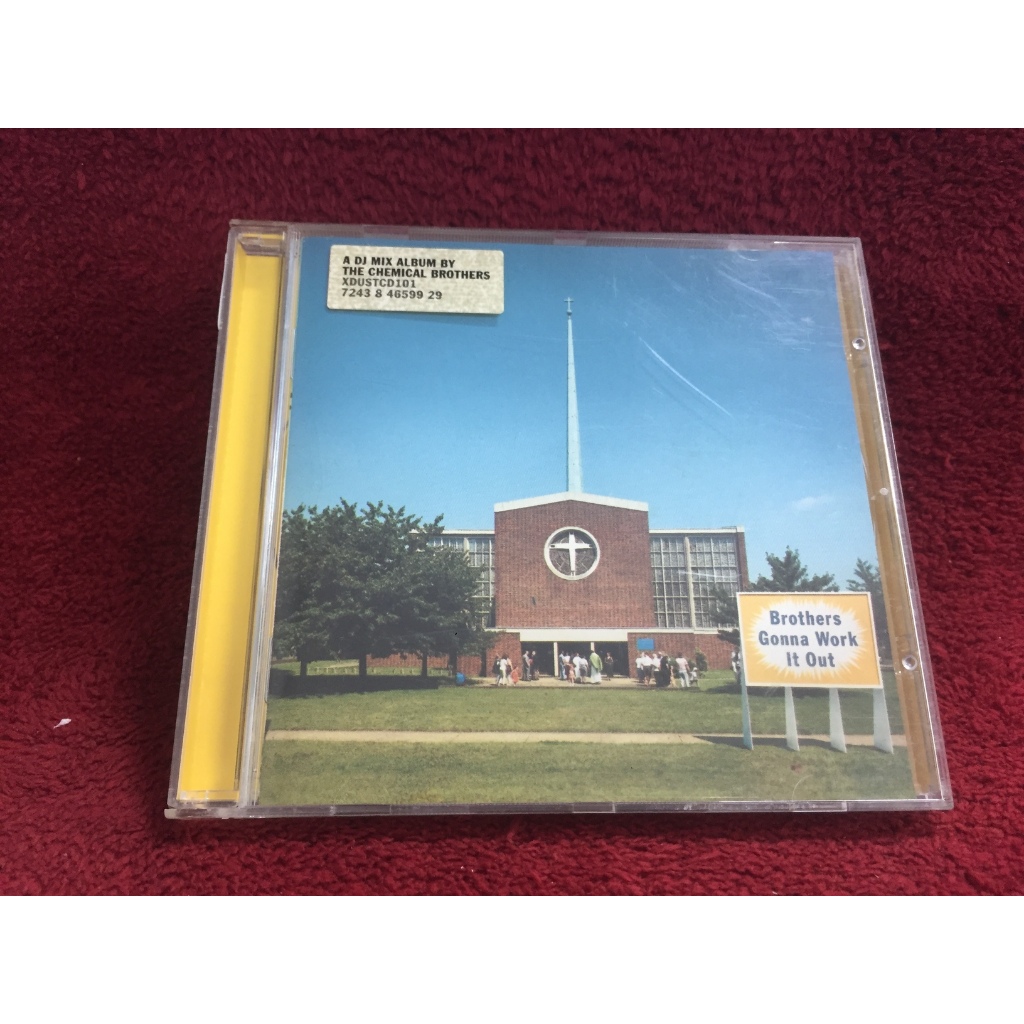 A DJ MIX ALBUM BY
THE CHEMICAL BROTHERS
XDUSTCD101
7243 8 46599 29
Brothers
Gonna Work
It Out